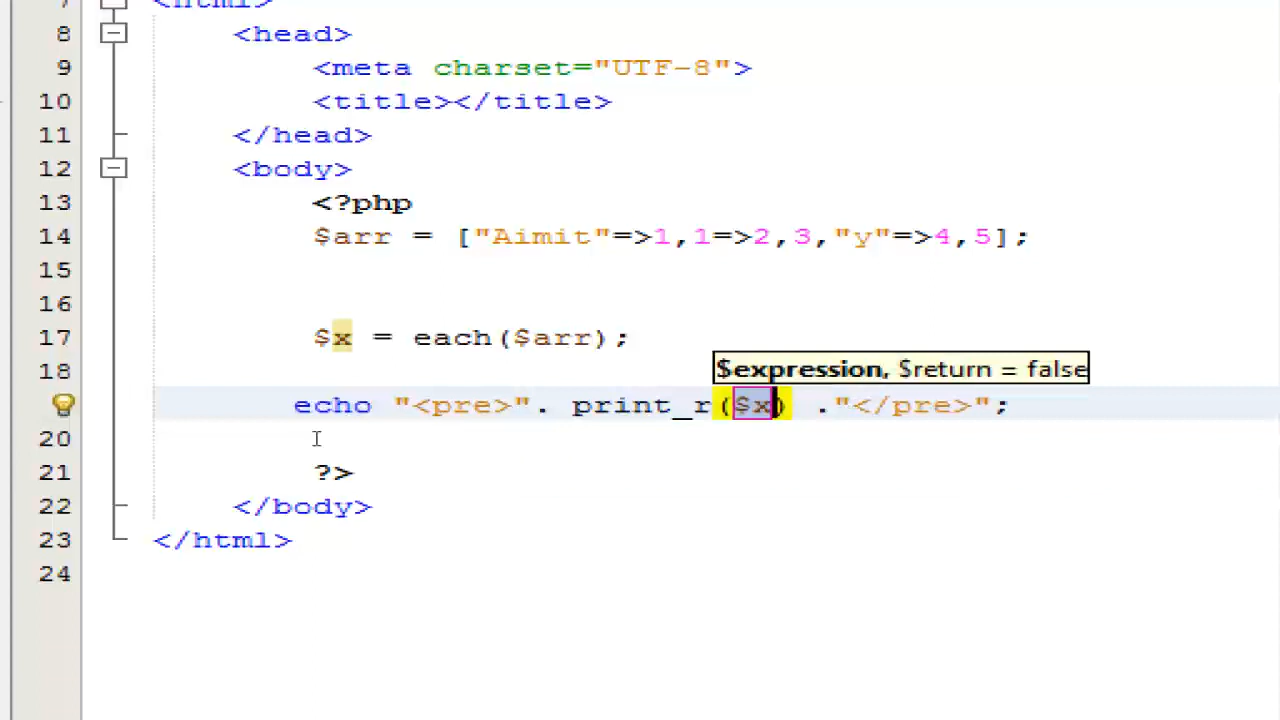 7 <html>
8 <head>
9 <meta charset="UTF-8">
10 <title></title>
11 </head>
12 <body>
13 <?php
14 $arr = ["Aimit"=>1,1=>2,3,"y"=>4,5];
15
16
17 $x = each($arr);
18 $expression, $return = false
echo "<pre>". print_r($x) ."</pre>";
20
21 ?>
22 </body>
23 </html>
24